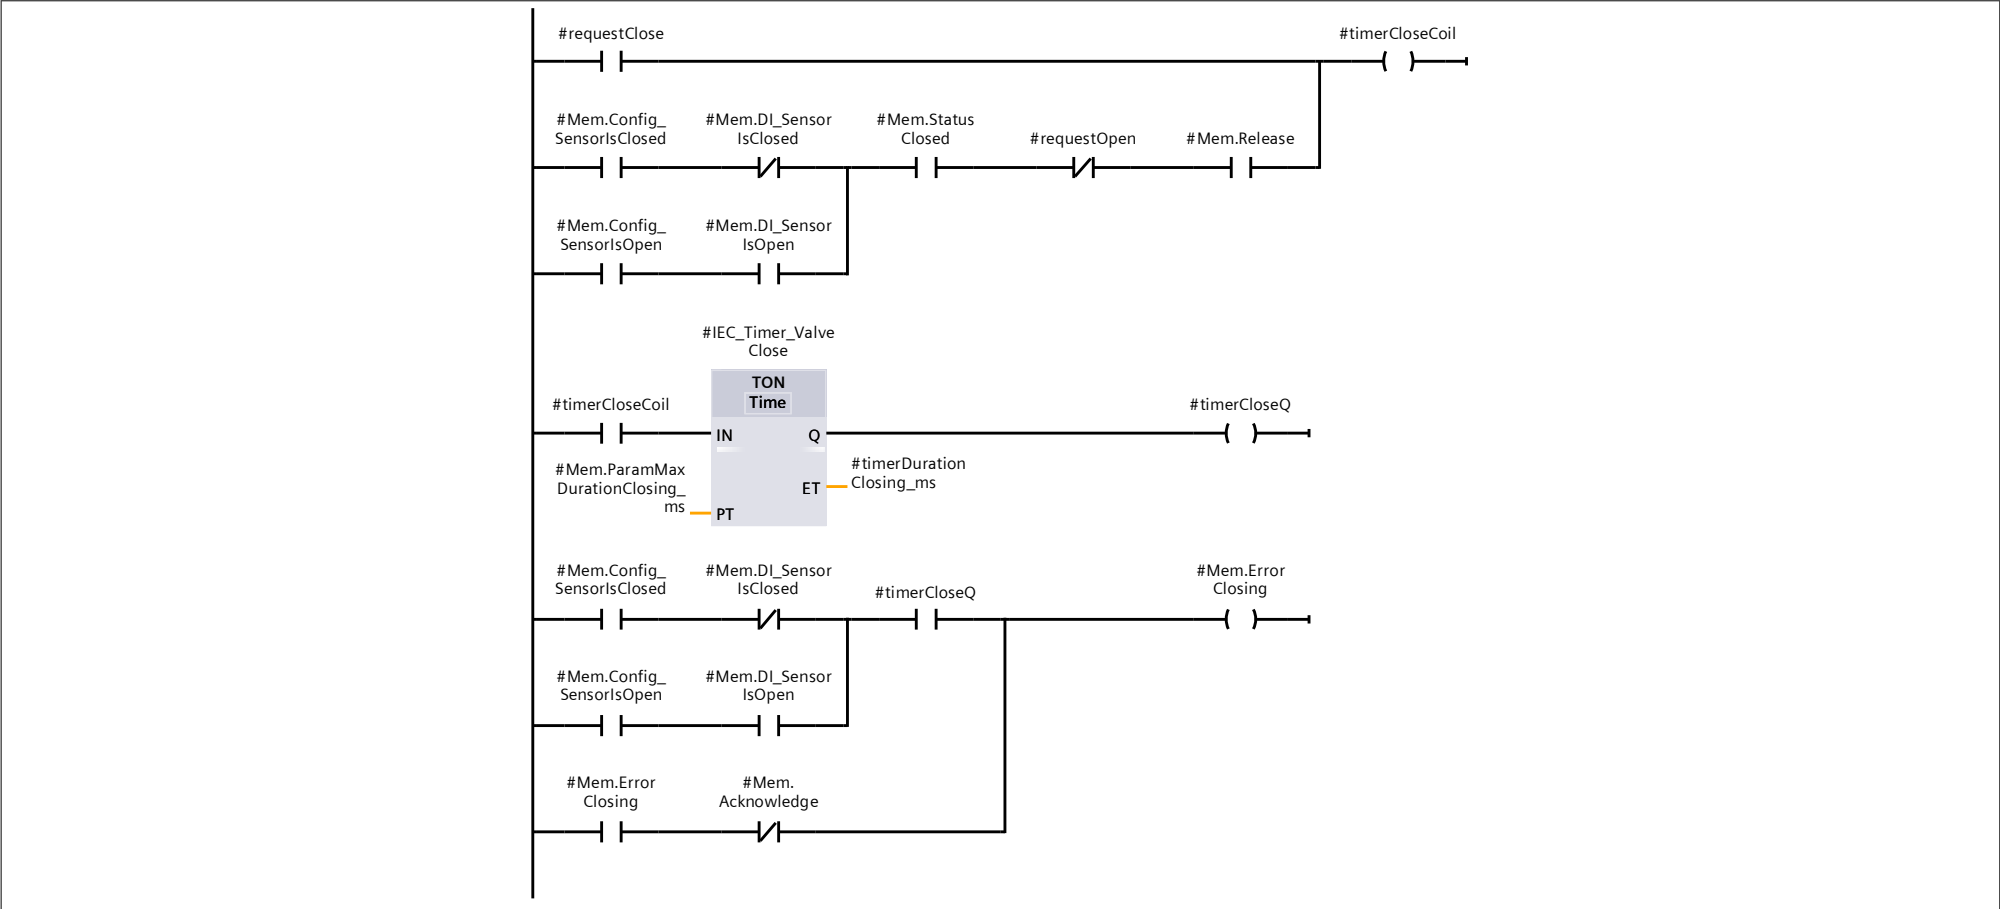 #requestClose
#timerCloseCoil
#Mem.Config_
SensorIsClosed
#Mem.DI_Sensor
IsClosed
#Mem.Status
Closed
#requestOpen
#Mem.Release
#Mem.Config_
SensorIsOpen
#Mem.DI_Sensor
IsOpen
#IEC_Timer_Valve
Close
TON
Time
#timerCloseCoil
IN
Q
#timerCloseQ
#Mem.ParamMax
DurationClosing_
ms
PT
ET
#timerDuration
Closing_ms
#Mem.Config_
SensorIsClosed
#Mem.DI_Sensor
IsClosed
#timerCloseQ
#Mem.Error
Closing
#Mem.Config_
SensorIsOpen
#Mem.DI_Sensor
IsOpen
#Mem.Error
Closing
#Mem.
Acknowledge